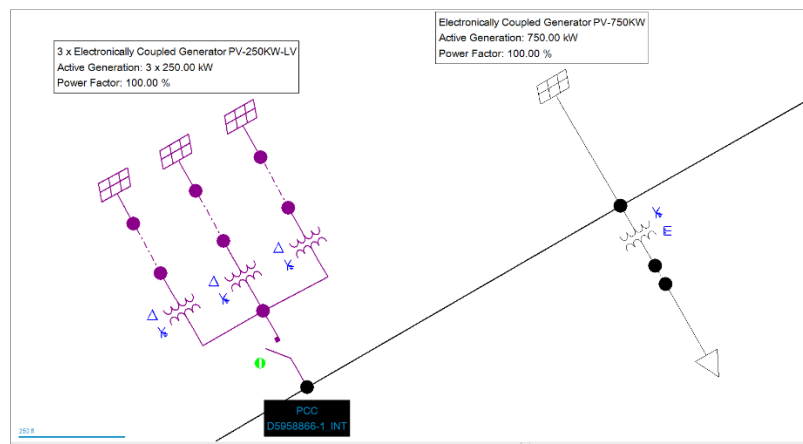 3 x Electronically Coupled Generator PV-250KW-LV
Active Generation: 3 x 250.00 kW
Power Factor: 100.00 %
Electronically Coupled Generator PV-750KW
Active Generation: 750.00 kW
Power Factor: 100.00 %
PCC
D5958866-1_INT